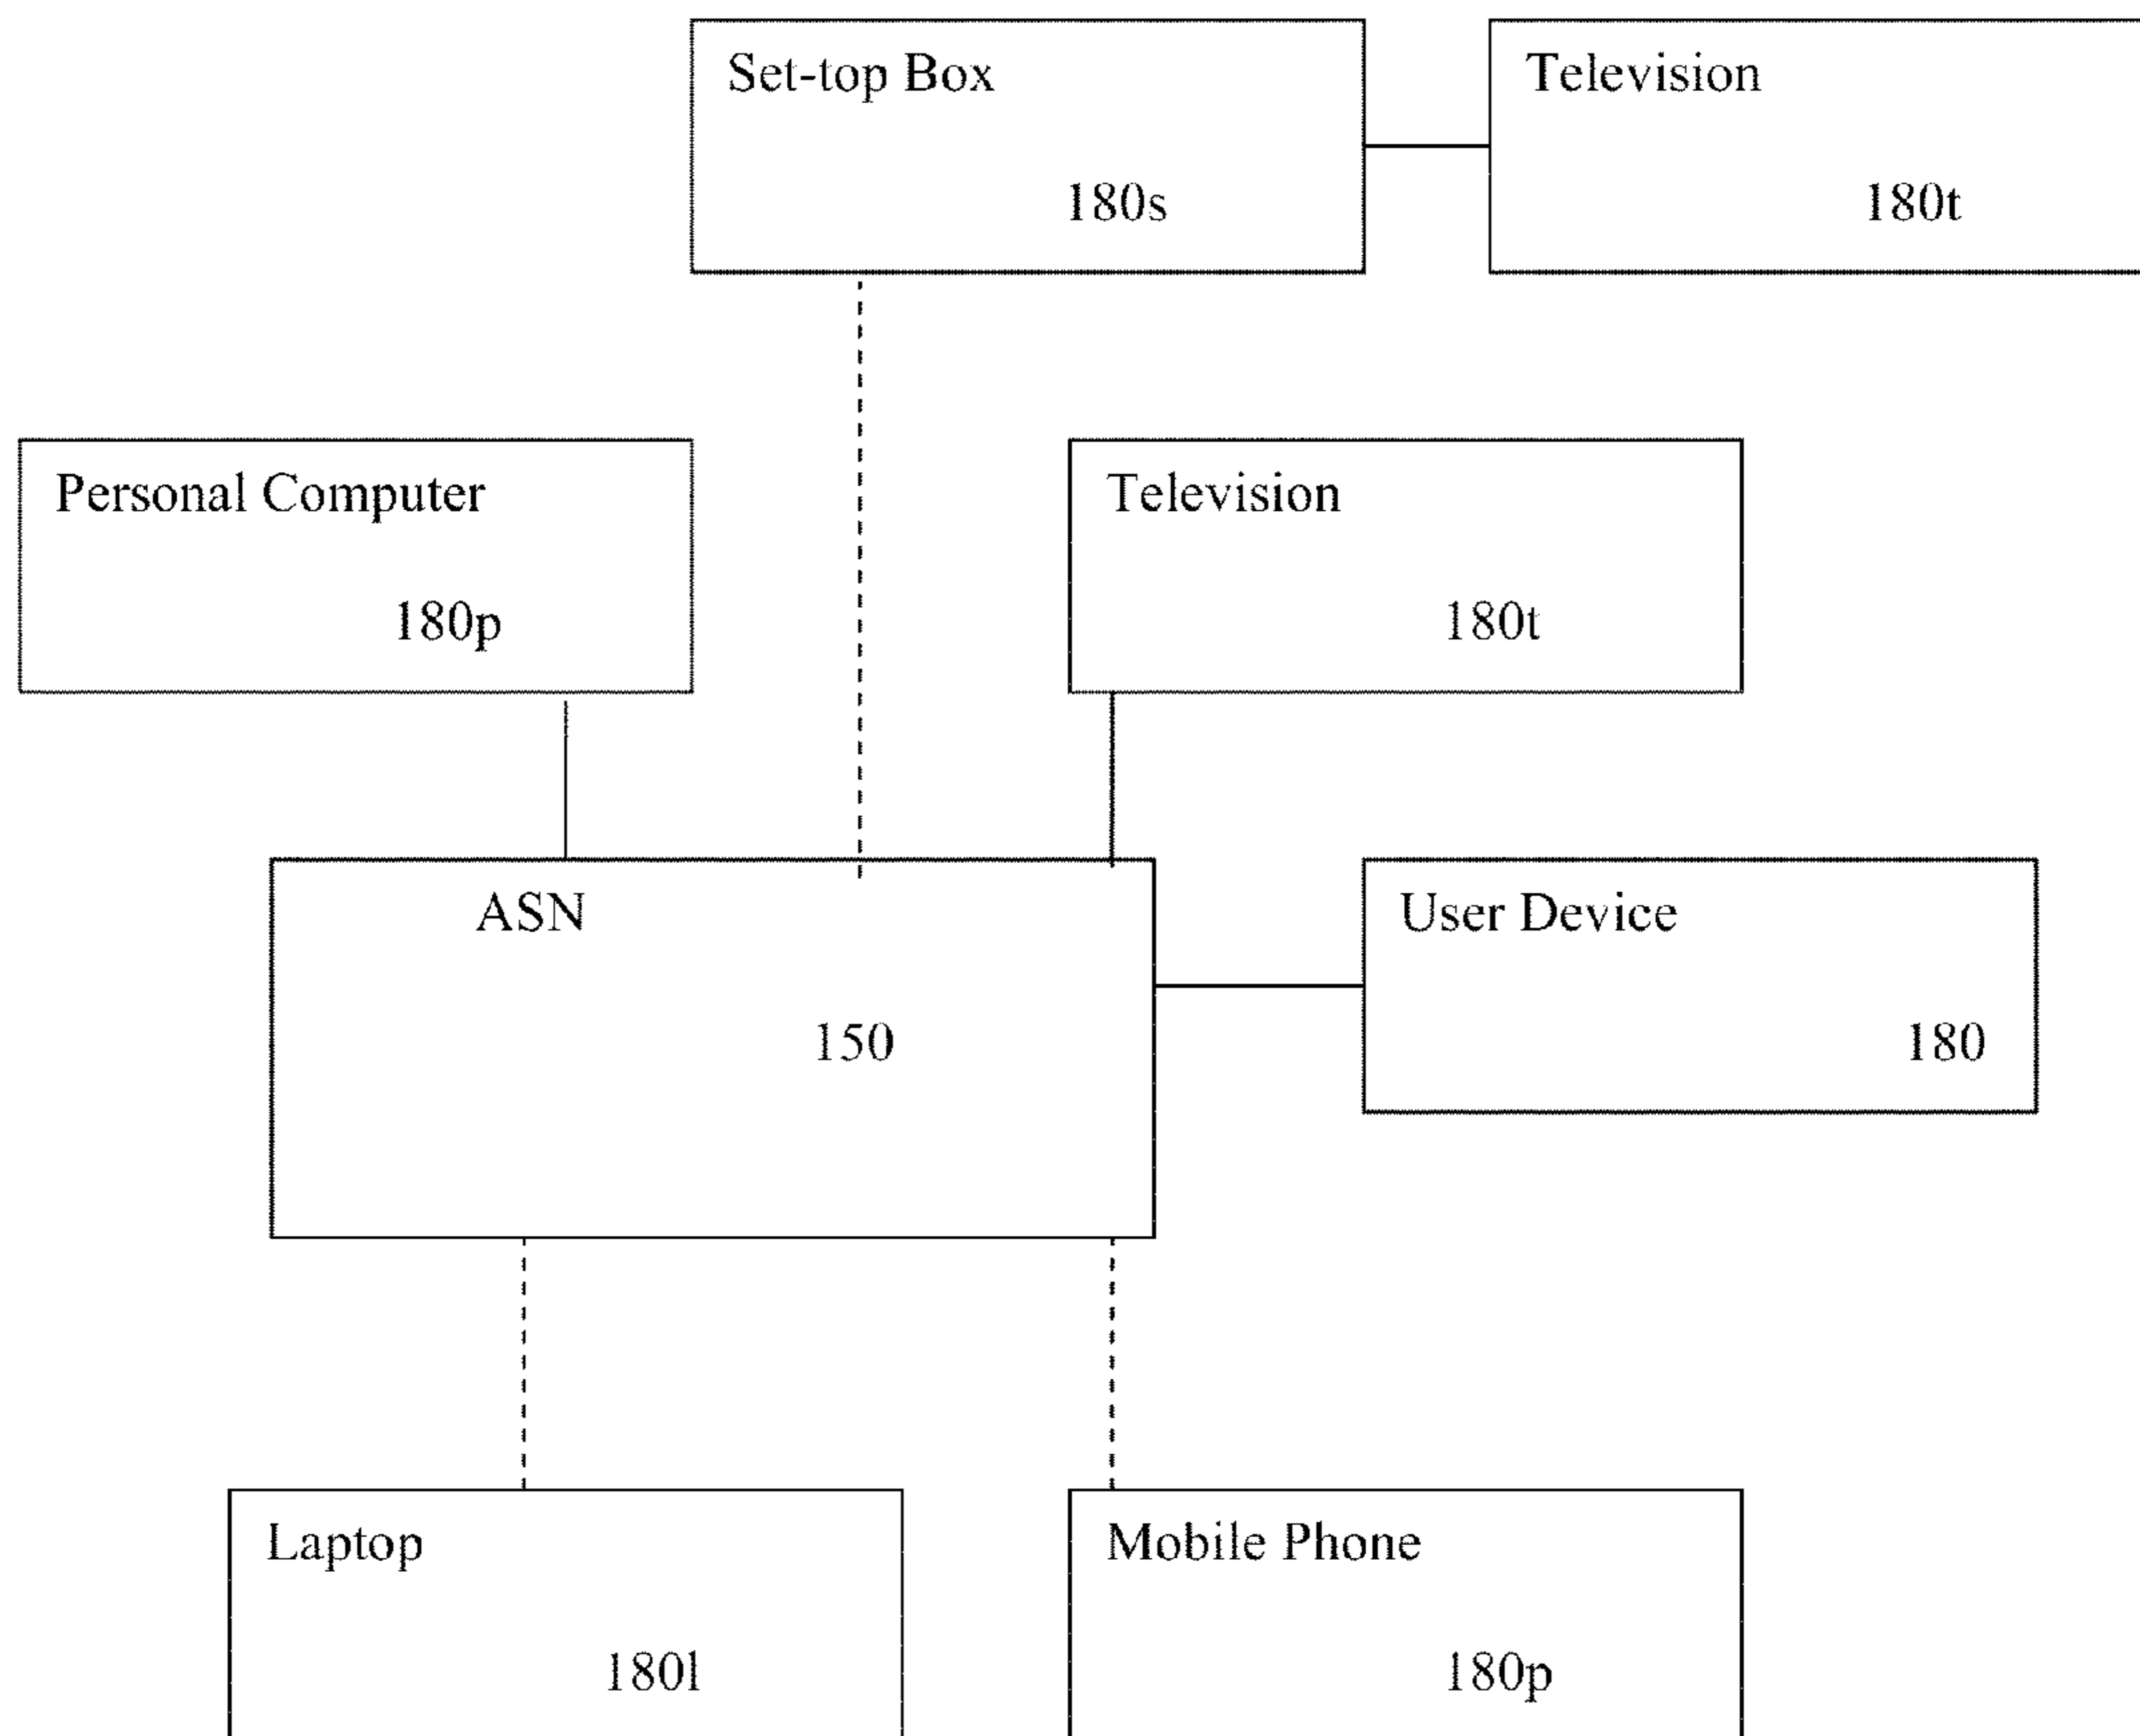 Set-top Box
180s
Television
180t
Personal Computer
180p
Television
180t
ASN
150
User Device
180
Laptop
180l
Mobile Phone
180p